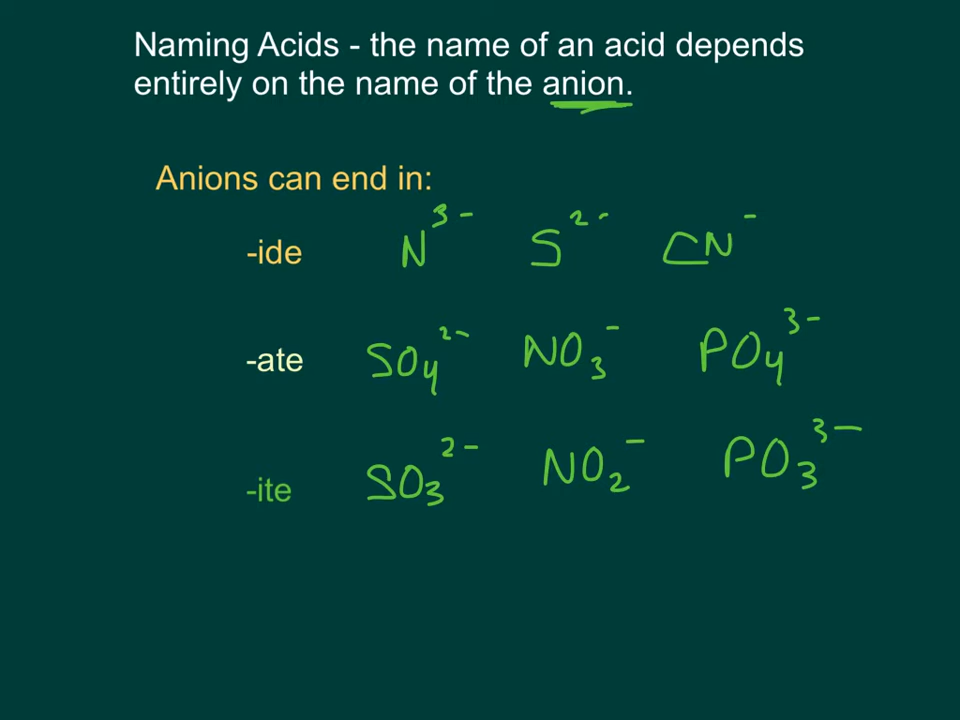 Naming Acids - the name of an acid depends
entirely on the name of the anion.
Anions can end in:
-ide N³⁻ S²⁻ CN⁻
-ate SO₄²⁻ NO₃⁻ PO₄³⁻
-ite SO₃²⁻ NO₂⁻ PO₃³⁻